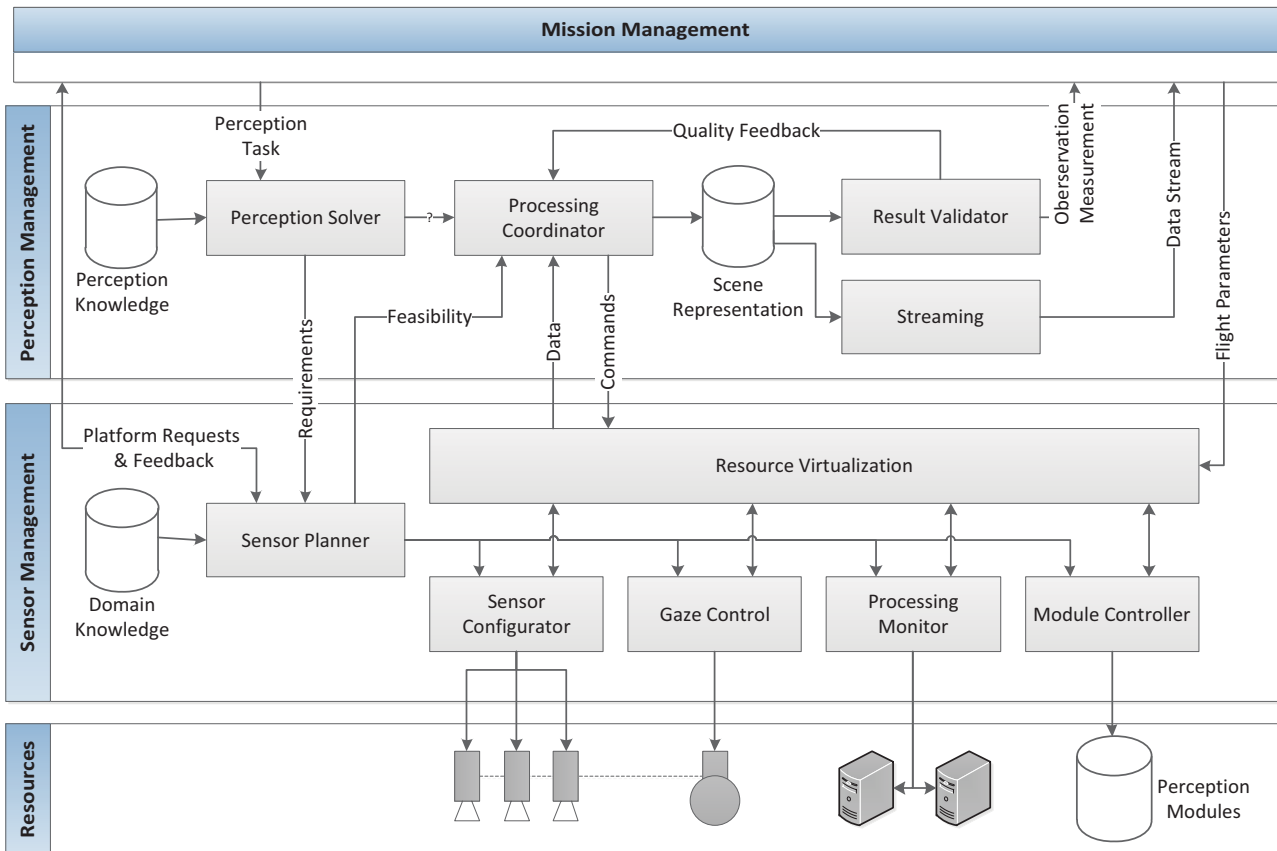 Mission Management
Perception Management
Perception
Task
Quality Feedback
Oberservation
Measurement
Data Stream
Flight Parameters
Perception Solver
?
Processing
Coordinator
Result Validator
Perception
Knowledge
Scene
Representation
Streaming
Requirements
Feasibility
Data
Commands
Sensor Management
Platform Requests
& Feedback
Resource Virtualization
Sensor Planner
Domain
Knowledge
Sensor
Configurator
Gaze Control
Processing
Monitor
Module Controller
Resources
Perception
Modules